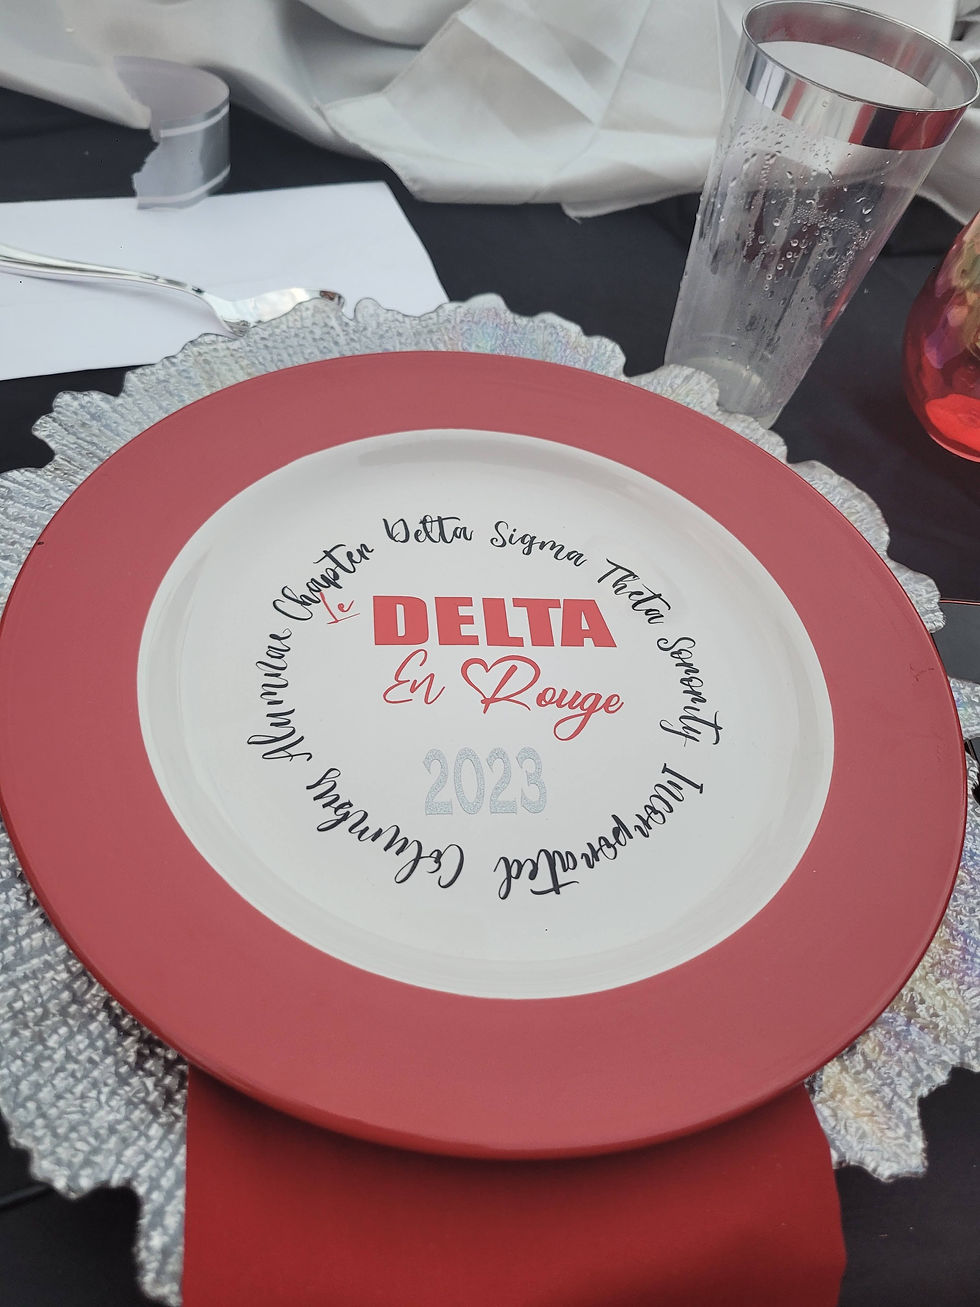 Delta Sigma Theta Sorority Incorporated Columbus Alumnae Chapter
Le
DELTA
En Rouge
2023